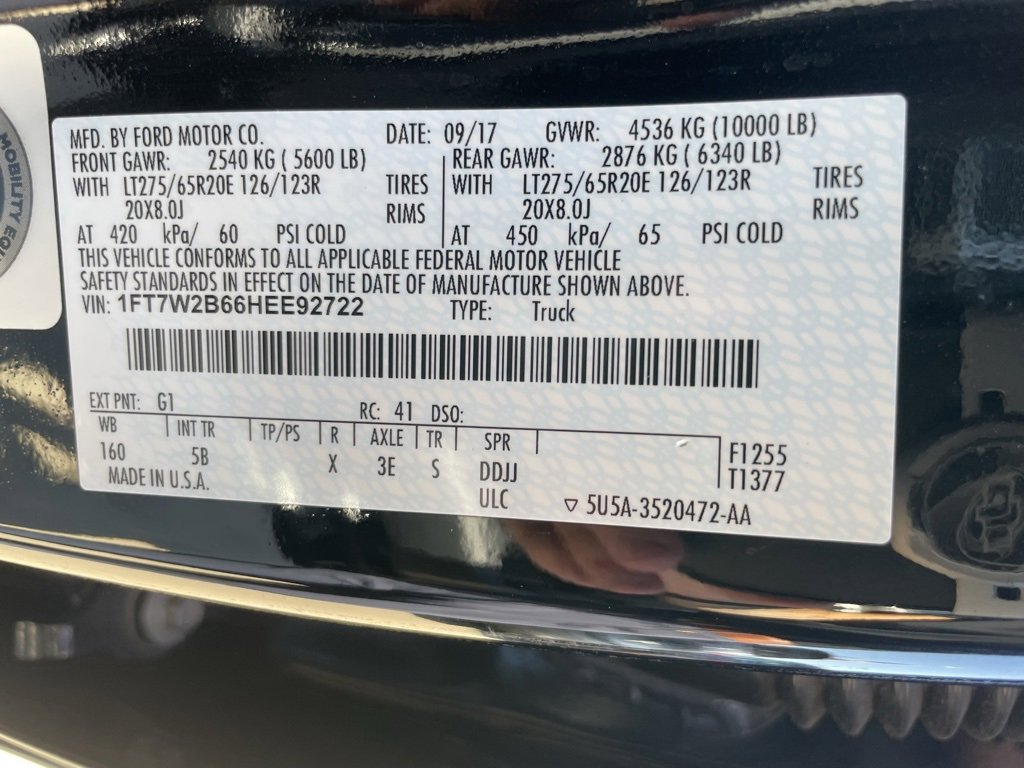 MOBILITY EQUI
MFD. BY FORD MOTOR CO. DATE: 09/17 GVWR: 4536 KG (10000 LB)
FRONT GAWR: 2540 KG ( 5600 LB) REAR GAWR: 2876 KG ( 6340 LB)
WITH LT275/65R20E 126/123R TIRES WITH LT275/65R20E 126/123R TIRES
20X8.0J RIMS 20X8.0J RIMS
AT 420 kPa/ 60 PSI COLD AT 450 kPa/ 65 PSI COLD
THIS VEHICLE CONFORMS TO ALL APPLICABLE FEDERAL MOTOR VEHICLE
SAFETY STANDARDS IN EFFECT ON THE DATE OF MANUFACTURE SHOWN ABOVE.
VIN: 1FT7W2B66HEE92722 TYPE: Truck
EXT PNT: G1 RC: 41 DSO:
WB INT TR TP/PS R AXLE TR SPR F1255
160 5B X 3E S DDJJ T1377
MADE IN U.S.A. ULC ▽ 5U5A-3520472-AA